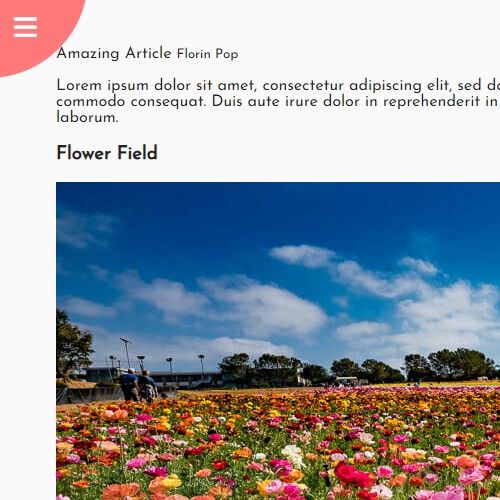 Amazing Article Florin Pop
Lorem ipsum dolor sit amet, consectetur adipiscing elit, sed
commodo consequat. Duis aute irure dolor in reprehenderit in
laborum.
Flower Field